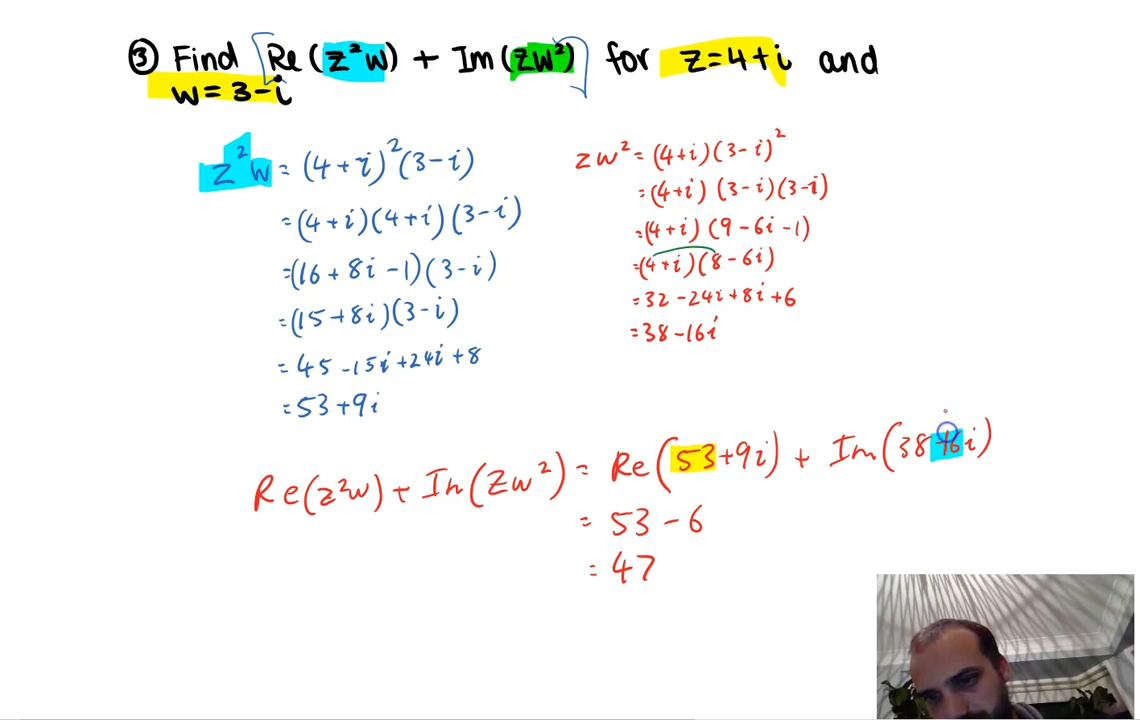 ③ Find [Re(z²w) + Im(zw²)] for z=4+i and
w=3-i
z²w = (4+i)²(3-i)
= (4+i)(4+i)(3-i)
= (16+8i-1)(3-i)
= (15+8i)(3-i)
= 45-15i+24i+8
= 53+9i
zw² = (4+i)(3-i)²
= (4+i)(3-i)(3-i)
= (4+i)(9-6i-1)
= (4+i)(8-6i)
= 32-24i+8i+6
= 38-16i
Re(z²w) + Im(zw²) = Re(53+9i) + Im(38-16i)
= 53-6
= 47